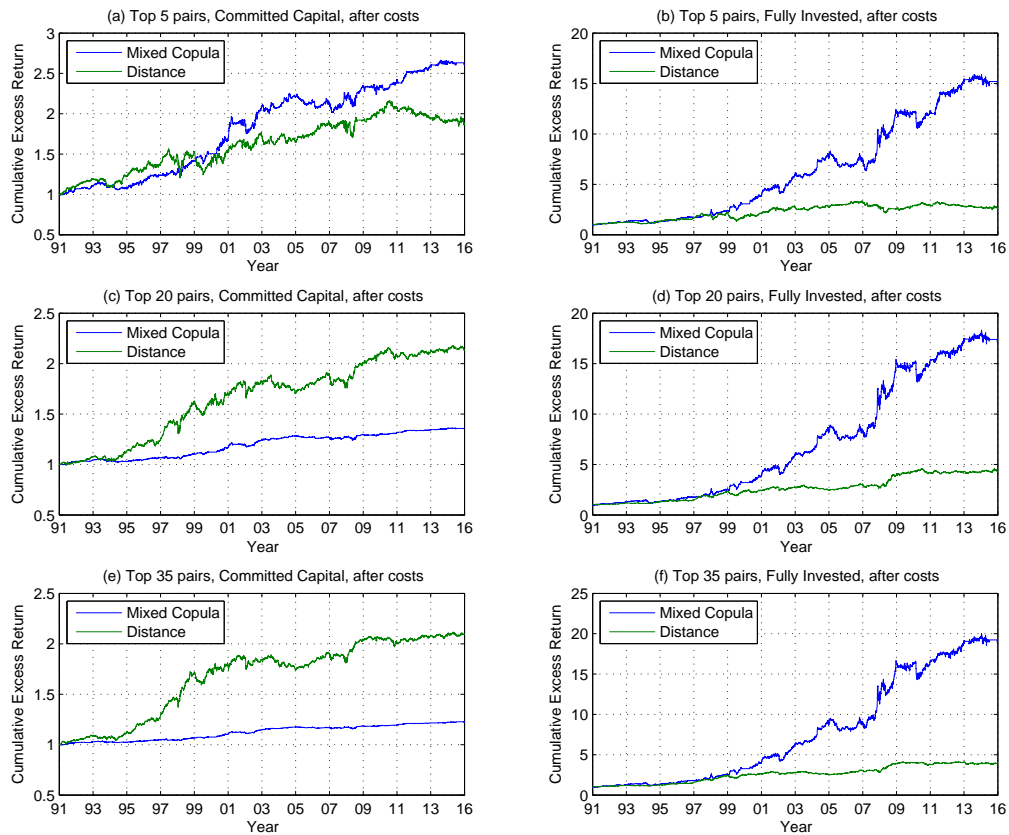 (a) Top 5 pairs, Committed Capital, after costs
Cumulative Excess Return
3
2.5
2
1.5
1
0.5
Mixed Copula
Distance
91 93 95 97 99 01 03 05 07 09 11 13 16
Year
(b) Top 5 pairs, Fully Invested, after costs
Cumulative Excess Return
20
15
10
5
0
Mixed Copula
Distance
91 93 95 97 99 01 03 05 07 09 11 13 16
Year
(c) Top 20 pairs, Committed Capital, after costs
Cumulative Excess Return
2.5
2
1.5
1
0.5
Mixed Copula
Distance
91 93 95 97 99 01 03 05 07 09 11 13 16
Year
(d) Top 20 pairs, Fully Invested, after costs
Cumulative Excess Return
20
15
10
5
0
Mixed Copula
Distance
91 93 95 97 99 01 03 05 07 09 11 13 16
Year
(e) Top 35 pairs, Committed Capital, after costs
Cumulative Excess Return
2.5
2
1.5
1
0.5
Mixed Copula
Distance
91 93 95 97 99 01 03 05 07 09 11 13 16
Year
(f) Top 35 pairs, Fully Invested, after costs
Cumulative Excess Return
25
20
15
10
5
0
Mixed Copula
Distance
91 93 95 97 99 01 03 05 07 09 11 13 16
Year